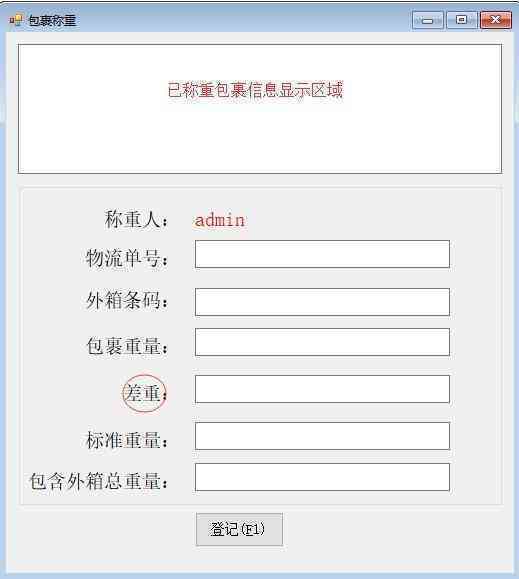 包裹称重
已称重包裹信息显示区域
称重人： admin
物流单号：
外箱条码：
包裹重量：
差重：
标准重量：
包含外箱总重量：
登记(F1)